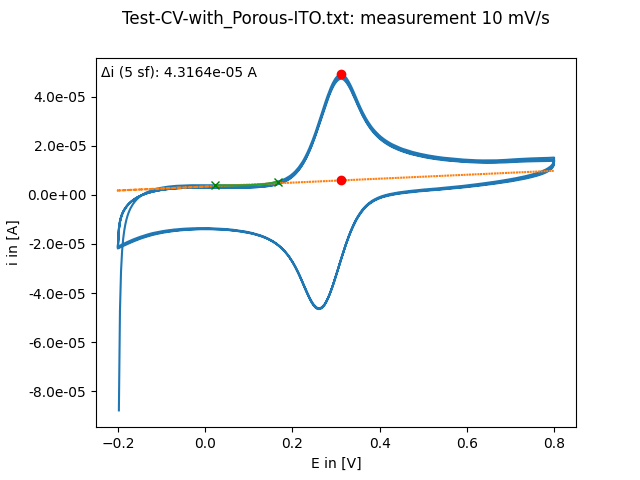 Test-CV-with_Porous-ITO.txt: measurement 10 mV/s
Δi (5 sf): 4.3164e-05 A
4.0e-05
2.0e-05
0.0e+00
-2.0e-05
-4.0e-05
-6.0e-05
-8.0e-05
i in [A]
−0.2 0.0 0.2 0.4 0.6 0.8
E in [V]